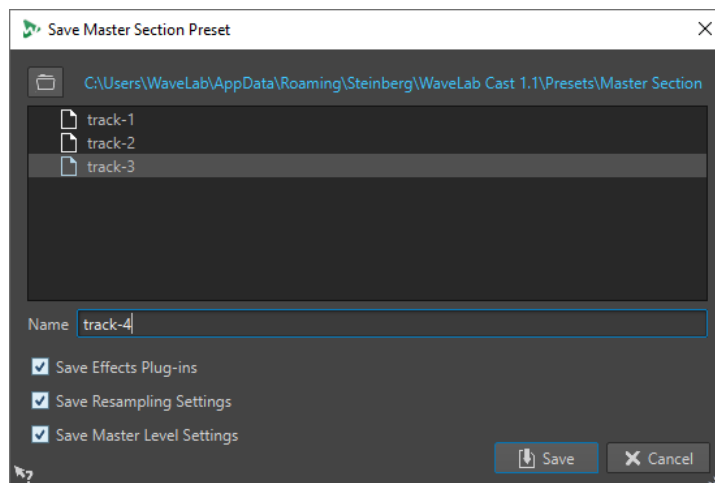 Save Master Section Preset
C:\Users\WaveLab\AppData\Roaming\Steinberg\WaveLab Cast 1.1\Presets\Master Section
track-1
track-2
track-3
Name track-4
Save Effects Plug-ins
Save Resampling Settings
Save Master Level Settings
Save Cancel